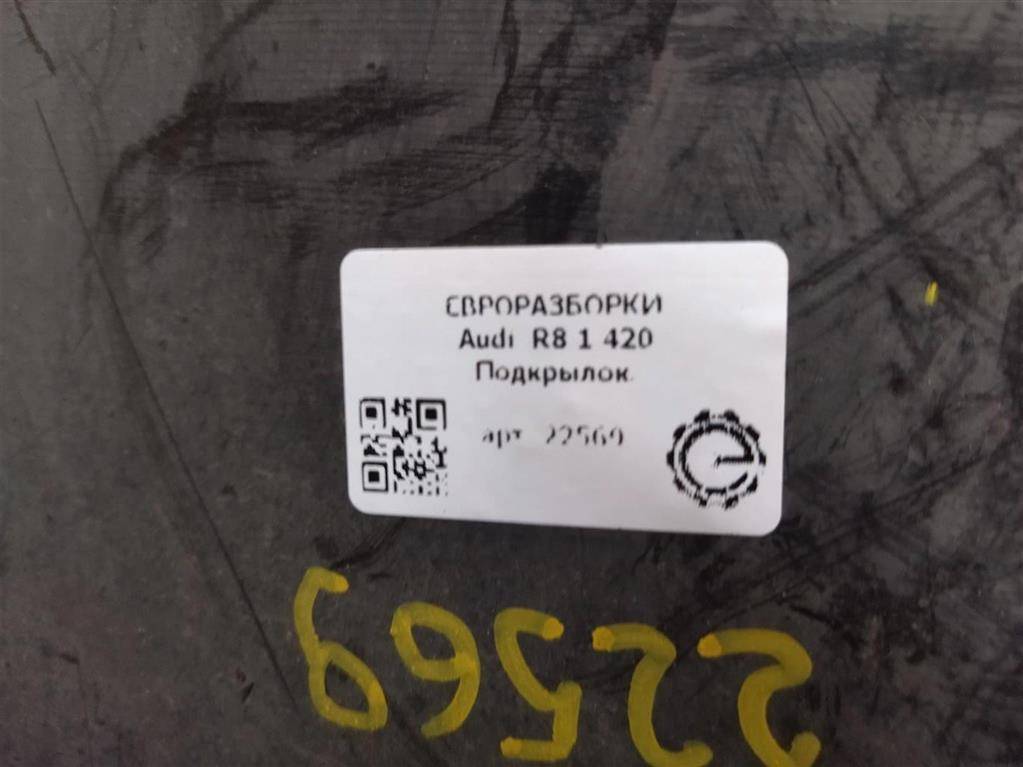 ЕВРОРАЗБОРКИ
Audi R8 1 420
Подкрылок.
арт. 22569
22569